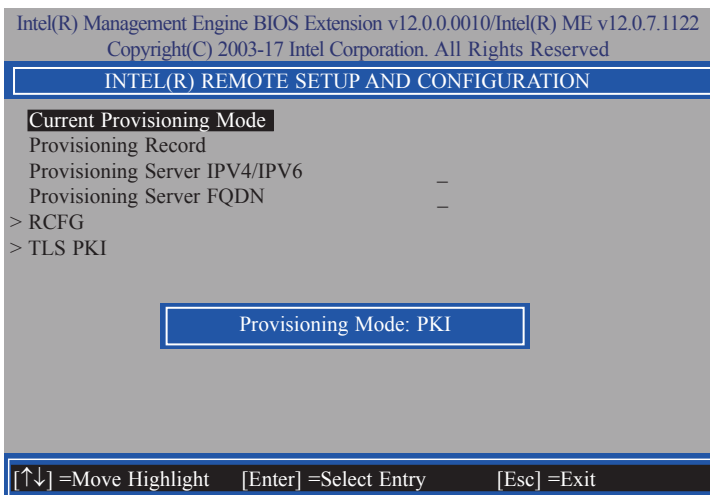 Intel(R) Management Engine BIOS Extension v12.0.0.0010/Intel(R) ME v12.0.7.1122
Copyright(C) 2003-17 Intel Corporation. All Rights Reserved
INTEL(R) REMOTE SETUP AND CONFIGURATION
Current Provisioning Mode
Provisioning Record
Provisioning Server IPV4/IPV6 _
Provisioning Server FQDN _
> RCFG
> TLS PKI
Provisioning Mode: PKI
[↑↓] =Move Highlight [Enter] =Select Entry [Esc] =Exit